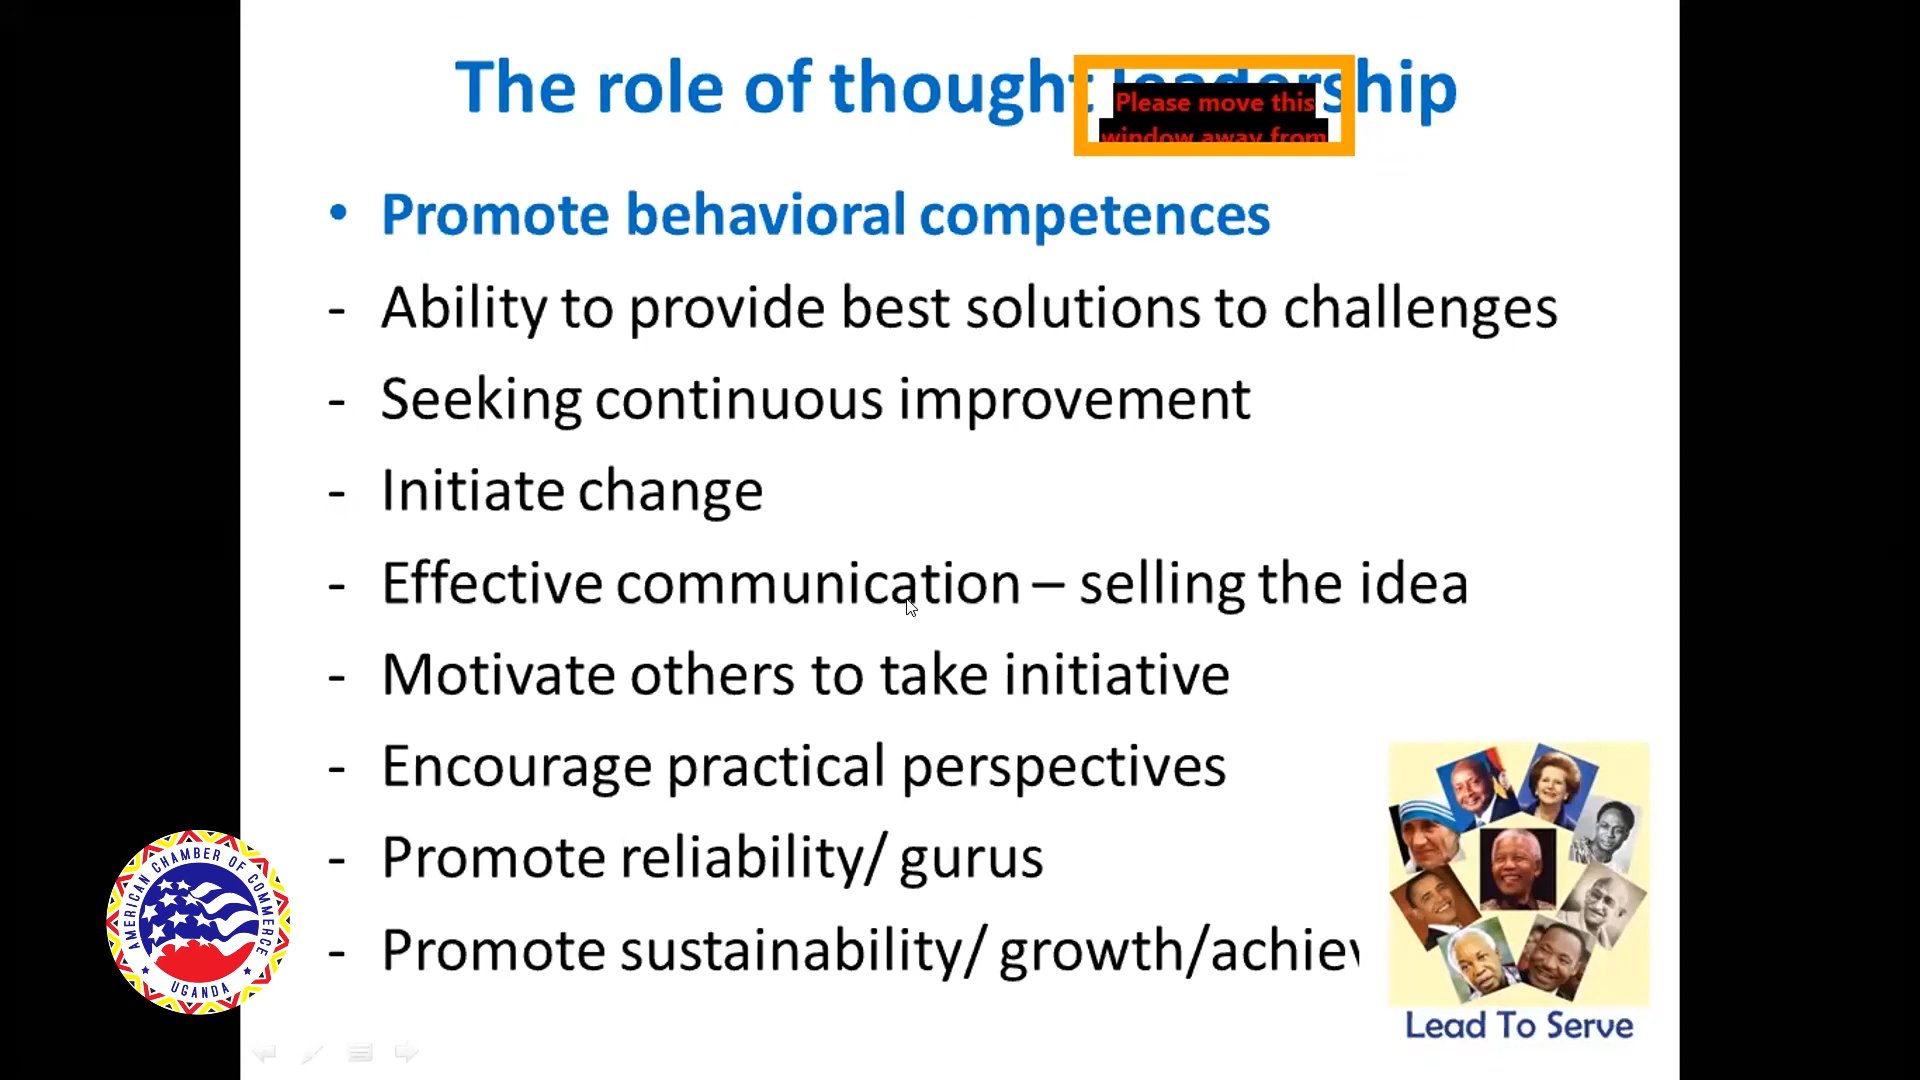 The role of thought leadership
Please move this
window away from
• Promote behavioral competences
- Ability to provide best solutions to challenges
- Seeking continuous improvement
- Initiate change
- Effective communication – selling the idea
- Motivate others to take initiative
- Encourage practical perspectives
- Promote reliability/ gurus
- Promote sustainability/ growth/achiev
AMERICAN CHAMBER OF COMMERCE
UGANDA
Lead To Serve